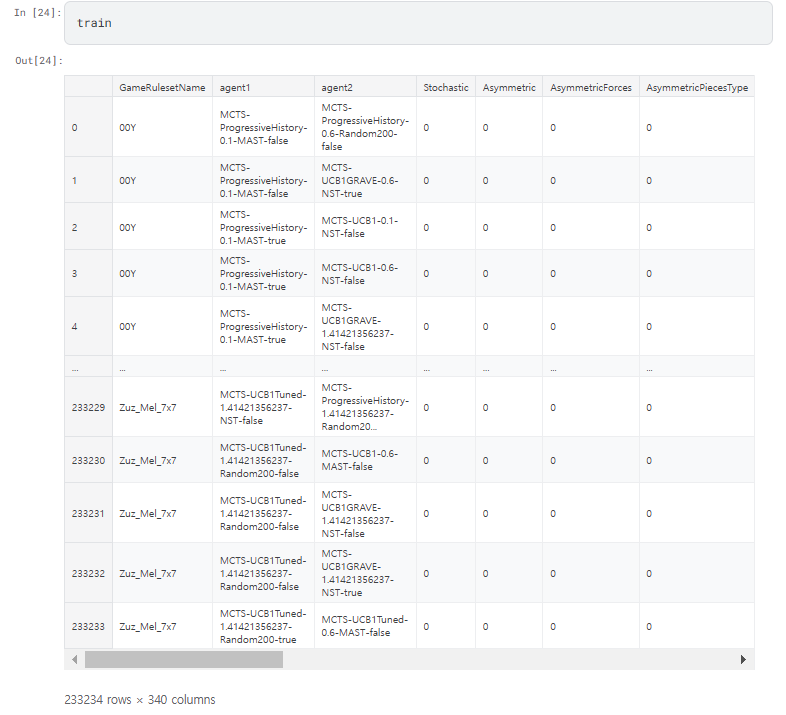 In [24]:
train
Out[24]:
GameRulesetName agent1 agent2 Stochastic Asymmetric AsymmetricForces AsymmetricPiecesType
0 00Y MCTS-ProgressiveHistory-0.1-MAST-false MCTS-ProgressiveHistory-0.6-Random200-false 0 0 0 0
1 00Y MCTS-ProgressiveHistory-0.1-MAST-false MCTS-UCB1GRAVE-0.6-NST-true 0 0 0 0
2 00Y MCTS-ProgressiveHistory-0.1-MAST-true MCTS-UCB1-0.1-NST-false 0 0 0 0
3 00Y MCTS-ProgressiveHistory-0.1-MAST-true MCTS-UCB1-0.6-NST-false 0 0 0 0
4 00Y MCTS-ProgressiveHistory-0.1-MAST-true MCTS-UCB1GRAVE-1.41421356237-NST-false 0 0 0 0
... ... ... ... ... ... ... ...
233229 Zuz_Mel_7x7 MCTS-UCB1Tuned-1.41421356237-NST-false MCTS-ProgressiveHistory-1.41421356237-Random20... 0 0 0 0
233230 Zuz_Mel_7x7 MCTS-UCB1Tuned-1.41421356237-Random200-false MCTS-UCB1-0.6-MAST-false 0 0 0 0
233231 Zuz_Mel_7x7 MCTS-UCB1Tuned-1.41421356237-Random200-false MCTS-UCB1GRAVE-1.41421356237-NST-false 0 0 0 0
233232 Zuz_Mel_7x7 MCTS-UCB1Tuned-1.41421356237-Random200-false MCTS-UCB1GRAVE-1.41421356237-NST-true 0 0 0 0
233233 Zuz_Mel_7x7 MCTS-UCB1Tuned-1.41421356237-Random200-true MCTS-UCB1Tuned-0.6-MAST-false 0 0 0 0
233234 rows × 340 columns